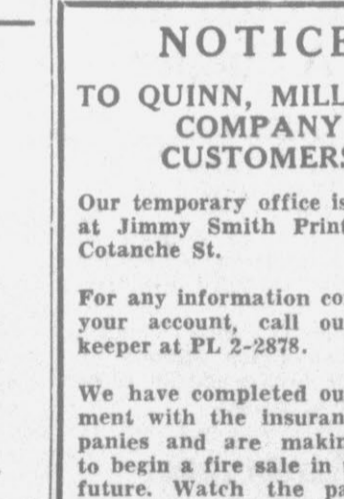 NOTICE
TO QUINN, MILL
COMPANY
CUSTOMERS
Our temporary office is
at Jimmy Smith Print
Cotanche St.
For any information co
your account, call ou
keeper at PL 2-2878.
We have completed ou
ment with the insuran
panies and are makin
to begin a fire sale in
future. Watch the pa